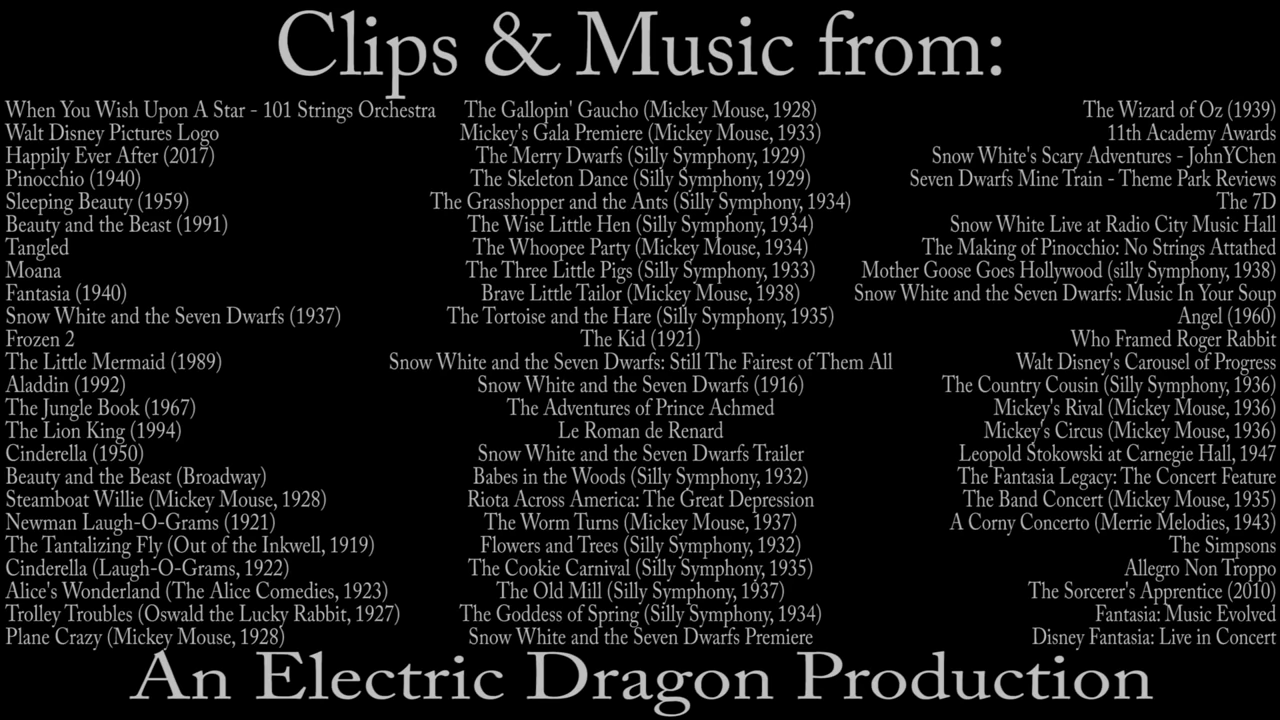 Clips & Music from:
When You Wish Upon A Star - 101 Strings Orchestra
Walt Disney Pictures Logo
Happily Ever After (2017)
Pinocchio (1940)
Sleeping Beauty (1959)
Beauty and the Beast (1991)
Tangled
Moana
Fantasia (1940)
Snow White and the Seven Dwarfs (1937)
Frozen 2
The Little Mermaid (1989)
Aladdin (1992)
The Jungle Book (1967)
The Lion King (1994)
Cinderella (1950)
Beauty and the Beast (Broadway)
Steamboat Willie (Mickey Mouse, 1928)
Newman Laugh-O-Grams (1921)
The Tantalizing Fly (Out of the Inkwell, 1919)
Cinderella (Laugh-O-Grams, 1922)
Alice's Wonderland (The Alice Comedies, 1923)
Trolley Troubles (Oswald the Lucky Rabbit, 1927)
Plane Crazy (Mickey Mouse, 1928)
The Gallopin' Gaucho (Mickey Mouse, 1928)
Mickey's Gala Premiere (Mickey Mouse, 1933)
The Merry Dwarfs (Silly Symphony, 1929)
The Skeleton Dance (Silly Symphony, 1929)
The Grasshopper and the Ants (Silly Symphony, 1934)
The Wise Little Hen (Silly Symphony, 1934)
The Whoopee Party (Mickey Mouse, 1934)
The Three Little Pigs (Silly Symphony, 1933)
Brave Little Tailor (Mickey Mouse, 1938)
The Tortoise and the Hare (Silly Symphony, 1935)
The Kid (1921)
Snow White and the Seven Dwarfs: Still The Fairest of Them All
Snow White and the Seven Dwarfs (1916)
The Adventures of Prince Achmed
Le Roman de Renard
Snow White and the Seven Dwarfs Trailer
Babes in the Woods (Silly Symphony, 1932)
Riota Across America: The Great Depression
The Worm Turns (Mickey Mouse, 1937)
Flowers and Trees (Silly Symphony, 1932)
The Cookie Carnival (Silly Symphony, 1935)
The Old Mill (Silly Symphony, 1937)
The Goddess of Spring (Silly Symphony, 1934)
Snow White and the Seven Dwarfs Premiere
The Wizard of Oz (1939)
11th Academy Awards
Snow White's Scary Adventures - JohnYChen
Seven Dwarfs Mine Train - Theme Park Reviews
The 7D
Snow White Live at Radio City Music Hall
The Making of Pinocchio: No Strings Attathed
Mother Goose Goes Hollywood (silly Symphony, 1938)
Snow White and the Seven Dwarfs: Music In Your Soup
Angel (1960)
Who Framed Roger Rabbit
Walt Disney's Carousel of Progress
The Country Cousin (Silly Symphony, 1936)
Mickey's Rival (Mickey Mouse, 1936)
Mickey's Circus (Mickey Mouse, 1936)
Leopold Stokowski at Carnegie Hall, 1947
The Fantasia Legacy: The Concert Feature
The Band Concert (Mickey Mouse, 1935)
A Corny Concerto (Merrie Melodies, 1943)
The Simpsons
Allegro Non Troppo
The Sorcerer's Apprentice (2010)
Fantasia: Music Evolved
Disney Fantasia: Live in Concert
An Electric Dragon Production